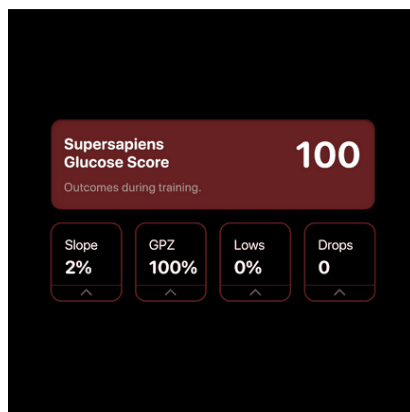 Supersapiens
Glucose Score
100
Outcomes during training.
Slope
GPZ
Lows
Drops
2%
100%
0%
0